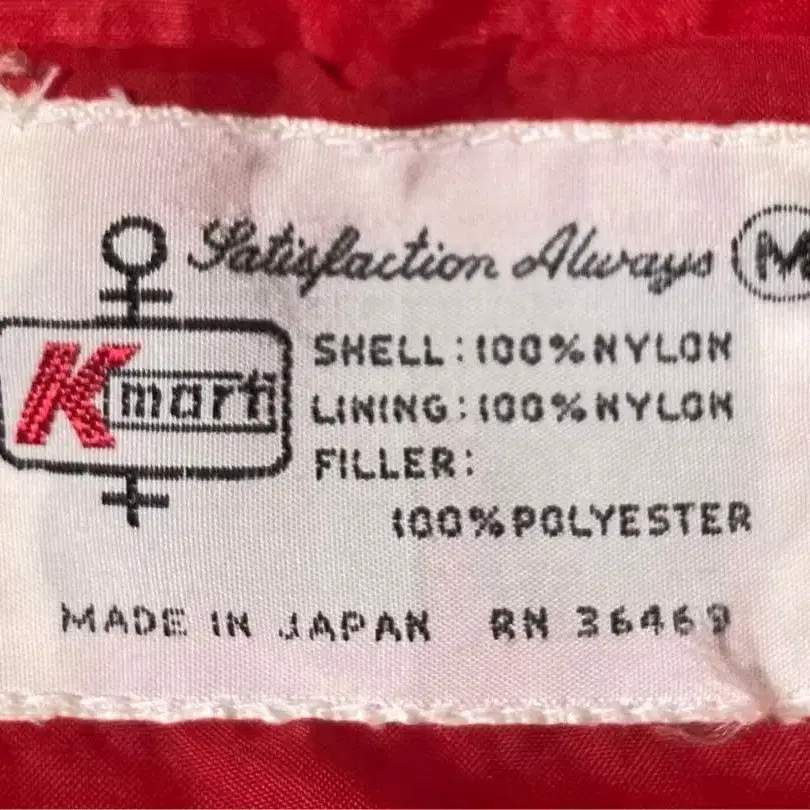 Satisfaction Always M
Kmart
SHELL:100%NYLON
LINING:100%NYLON
FILLER:
100%POLYESTER
MADE IN JAPAN RN 36469